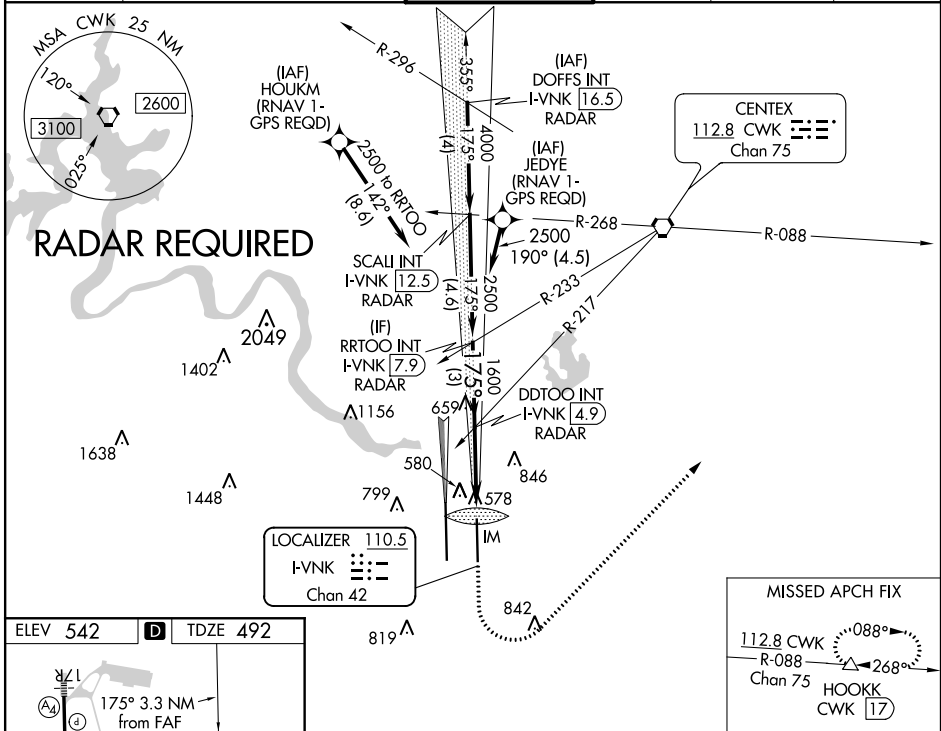 MSA CWK 25 NM
120°
3100
2600
025°
RADAR REQUIRED
(IAF)
HOUKM
(RNAV 1-
GPS REQD)
2500 to RRTOO
142°
(8.6)
R-296
355°
175°
(4)
4000
(IAF)
DOFFS INT
I-VNK 16.5
RADAR
(IAF)
JEDYE
(RNAV 1-
GPS REQD)
2500
190° (4.5)
CENTEX
112.8 CWK
Chan 75
R-268
R-088
R-233
R-217
SCALI INT
I-VNK 12.5
RADAR
175°
(4.6)
2500
(IF)
RRTOO INT
I-VNK 7.9
RADAR
175°
(3)
1600
DDTOO INT
I-VNK 4.9
RADAR
2049
1402
1156
659
1638
1448
580
846
799
578
IM
LOCALIZER 110.5
I-VNK
Chan 42
842
819
ELEV 542
D
TDZE 492
17R
A4
P
175° 3.3 NM
from FAF
MISSED APCH FIX
112.8 CWK
R-088
Chan 75
088°
268°
HOOKK
CWK 17